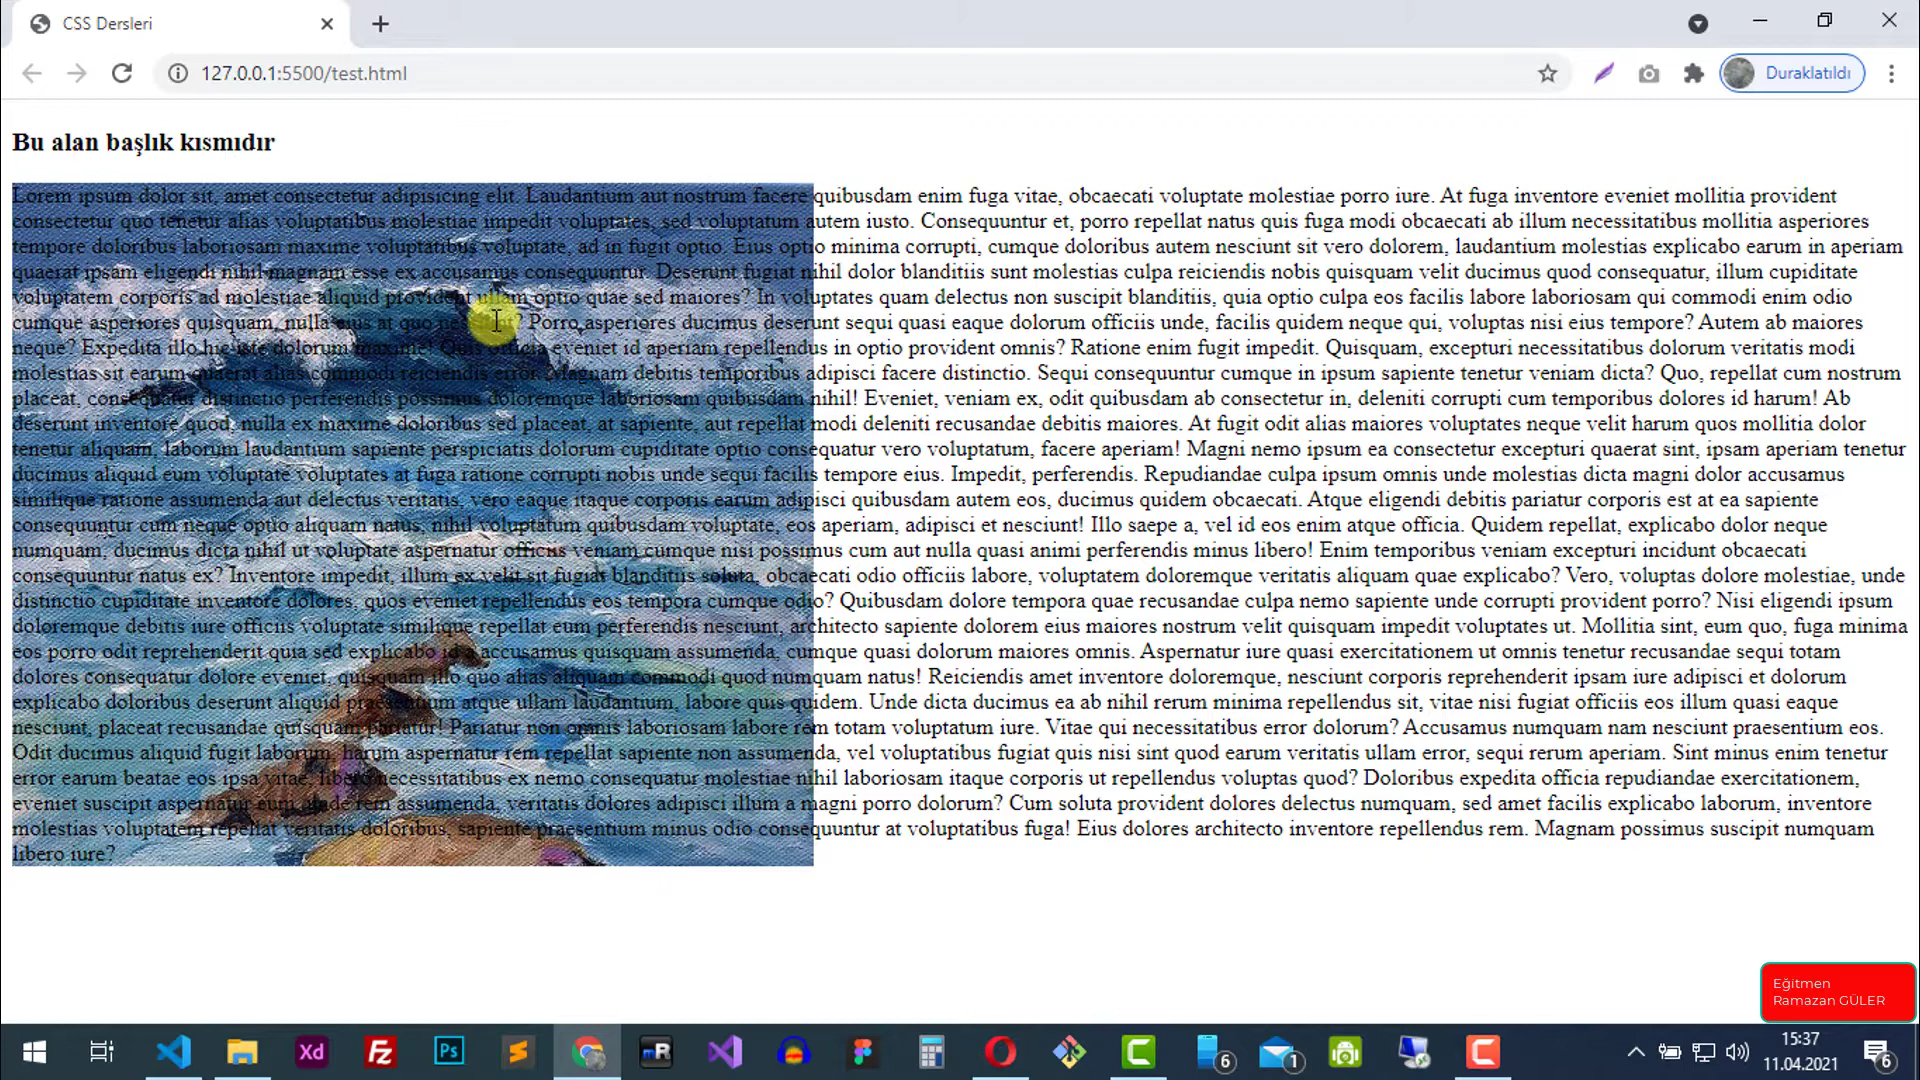 CSS Dersleri
127.0.0.1:5500/test.html
Duraklatıldı
Bu alan başlık kısmıdır
Lorem ipsum dolor sit, amet consectetur adipisicing elit. Laudantium aut nostrum facere quibusdam enim fuga vitae, obcaecati voluptate molestiae porro iure. At fuga inventore eveniet mollitia provident
consectetur quo tenetur alias voluptatibus molestiae impedit voluptates, sed voluptatum autem iusto. Consequuntur et, porro repellat natus quis fuga modi obcaecati ab illum necessitatibus mollitia asperiores
tempore doloribus laboriosam maxime voluptatibus voluptate, ad in fugit optio. Eius optio minima corrupti, cumque doloribus autem nesciunt sit vero dolorem, laudantium molestias explicabo earum in aperiam
quaerat ipsam eligendi nihil magnam esse ex accusamus consequuntur. Deserunt fugiat nihil dolor blanditiis sunt molestias culpa reiciendis nobis quisquam velit ducimus quod consequatur, illum cupiditate
voluptatem corporis ad molestiae aliquid provident ullam optio quae sed maiores? In voluptates quam delectus non suscipit blanditiis, quia optio culpa eos facilis labore laboriosam qui commodi enim odio
cumque asperiores quisquam, nulla eius at quo Porro asperiores ducimus deserunt sequi quasi eaque dolorum officiis unde, facilis quidem neque qui, voluptas nisi eius tempore? Autem ab maiores
neque? Expedita illo hic iste dolorum maxime! Quis officia eveniet id aperiam repellendus in optio provident omnis? Ratione enim fugit impedit. Quisquam, excepturi necessitatibus dolorum veritatis modi
molestias sit earum quaerat alias commodi reiciendis error. Magnam debitis temporibus adipisci facere distinctio. Sequi consequuntur cumque in ipsum sapiente tenetur veniam dicta? Quo, repellat cum nostrum
placeat, consequatur distinctio perferendis possimus doloremque laboriosam quibusdam nihil! Eveniet, veniam ex, odit quibusdam ab consectetur in, deleniti corrupti cum temporibus dolores id harum! Ab
deserunt inventore quod, nulla ex maxime doloribus sed placeat, at sapiente, aut repellat modi deleniti recusandae debitis maiores. At fugit odit alias maiores voluptates neque velit harum quos mollitia dolor
tenetur aliquam, laborum laudantium sapiente perspiciatis dolorum cupiditate optio consequatur vero voluptatum, facere aperiam! Magni nemo ipsum ea consectetur excepturi quaerat sint, ipsam aperiam tenetur
ducimus aliquid eum voluptate voluptates at fuga ratione corrupti nobis unde sequi facilis tempore eius. Impedit, perferendis. Repudiandae culpa ipsum omnis unde molestias dicta magni dolor accusamus
similique ratione assumenda aut delectus veritatis, vero eaque itaque corporis earum adipisci quibusdam autem eos, ducimus quidem obcaecati. Atque eligendi debitis pariatur corporis est at ea sapiente
consequuntur cum neque optio aliquam natus, nihil voluptatum quibusdam voluptate, eos aperiam, adipisci et nesciunt! Illo saepe a, vel id eos enim atque officia. Quidem repellat, explicabo dolor neque
numquam, ducimus dicta nihil ut voluptate aspernatur officiis veniam cumque nisi possimus cum aut nulla quasi animi perferendis minus libero! Enim temporibus veniam excepturi incidunt obcaecati
consequuntur natus ex? Inventore impedit, illum ex velit sit fugiat blanditiis soluta, obcaecati odio officiis labore, voluptatem doloremque veritatis aliquam quae explicabo? Vero, voluptas dolore molestiae, unde
distinctio cupiditate inventore dolores, quos eveniet repellendus eos tempora cumque odio? Quibusdam dolore tempora quae recusandae culpa nemo sapiente unde corrupti provident porro? Nisi eligendi ipsum
doloremque debitis iure officiis voluptate similique repellat eum perferendis nesciunt, architecto sapiente dolorem eius maiores nostrum velit quisquam impedit voluptates ut. Mollitia sint, eum quo, fuga minima
eos porro odit reprehenderit quia sed explicabo id a accusamus quisquam assumenda, cumque quasi dolorum maiores omnis. Aspernatur iure quasi exercitationem ut omnis tenetur recusandae sequi totam
dolores consequatur dolore eveniet, quisquam illo quo alias aliquam commodi quod numquam natus! Reiciendis amet inventore doloremque, nesciunt corporis reprehenderit ipsam iure adipisci et dolorum
explicabo doloribus deserunt aliquid praesentium atque ullam laudantium, labore quis quidem. Unde dicta ducimus ea ab nihil rerum minima repellendus sit, vitae nisi fugiat officiis eos illum quasi eaque
nesciunt, placeat recusandae quisquam pariatur! Pariatur non omnis laboriosam labore rem totam voluptatum iure. Vitae qui necessitatibus error dolorum? Accusamus numquam nam nesciunt praesentium eos.
Odit ducimus aliquid fugit laborum, harum aspernatur rem repellat sapiente non assumenda, vel voluptatibus fugiat quis nisi sint quod earum veritatis ullam error, sequi rerum aperiam. Sint minus enim tenetur
error earum beatae eos ipsa vitae, libero necessitatibus ex nemo consequatur molestiae nihil laboriosam itaque corporis ut repellendus voluptas quod? Doloribus expedita officia repudiandae exercitationem,
eveniet suscipit aspernatur eum unde rem assumenda, veritatis dolores adipisci illum a magni porro dolorum? Cum soluta provident dolores delectus numquam, sed amet facilis explicabo laborum, inventore
molestias voluptatem repellat veritatis doloribus, sapiente praesentium minus odio consequuntur at voluptatibus fuga! Eius dolores architecto inventore repellendus rem. Magnam possimus suscipit numquam
libero iure?
Eğitmen
Ramazan GÜLER
Xd
Fz
Ps
mR
6
1
15:37
11.04.2021
6